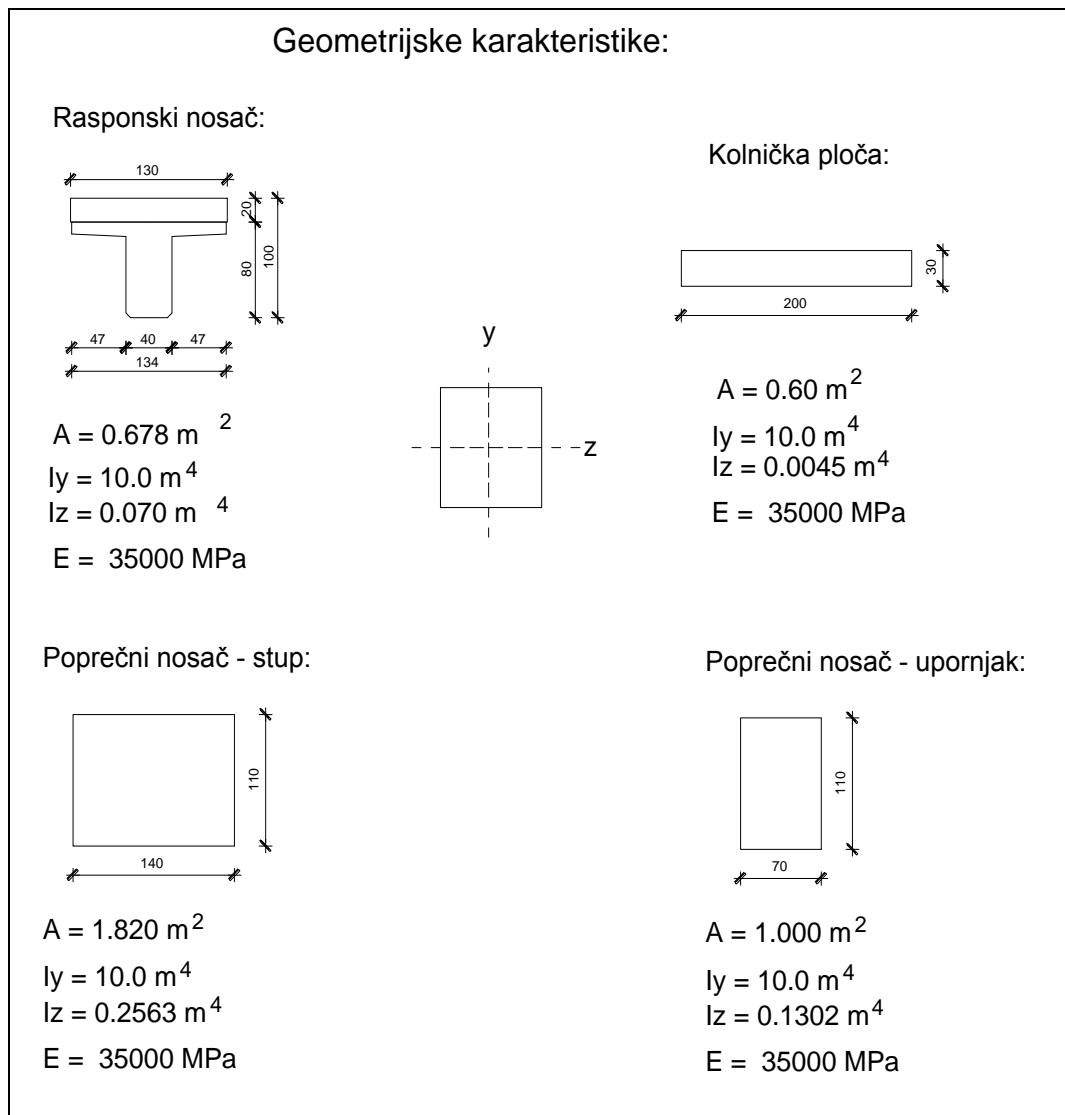 Geometrijske karakteristike:
Rasponski nosač:
130
20
80
100
47 40 47
134
A = 0.678 m 2
Iy = 10.0 m4
Iz = 0.070 m 4
E = 35000 MPa
Kolnička ploča:
30
200
A = 0.60 m2
Iy = 10.0 m4
Iz = 0.0045 m4
E = 35000 MPa
y
z
Poprečni nosač - stup:
110
140
A = 1.820 m2
Iy = 10.0 m4
Iz = 0.2563 m4
E = 35000 MPa
Poprečni nosač - upornjak:
110
70
A = 1.000 m2
Iy = 10.0 m4
Iz = 0.1302 m4
E = 35000 MPa